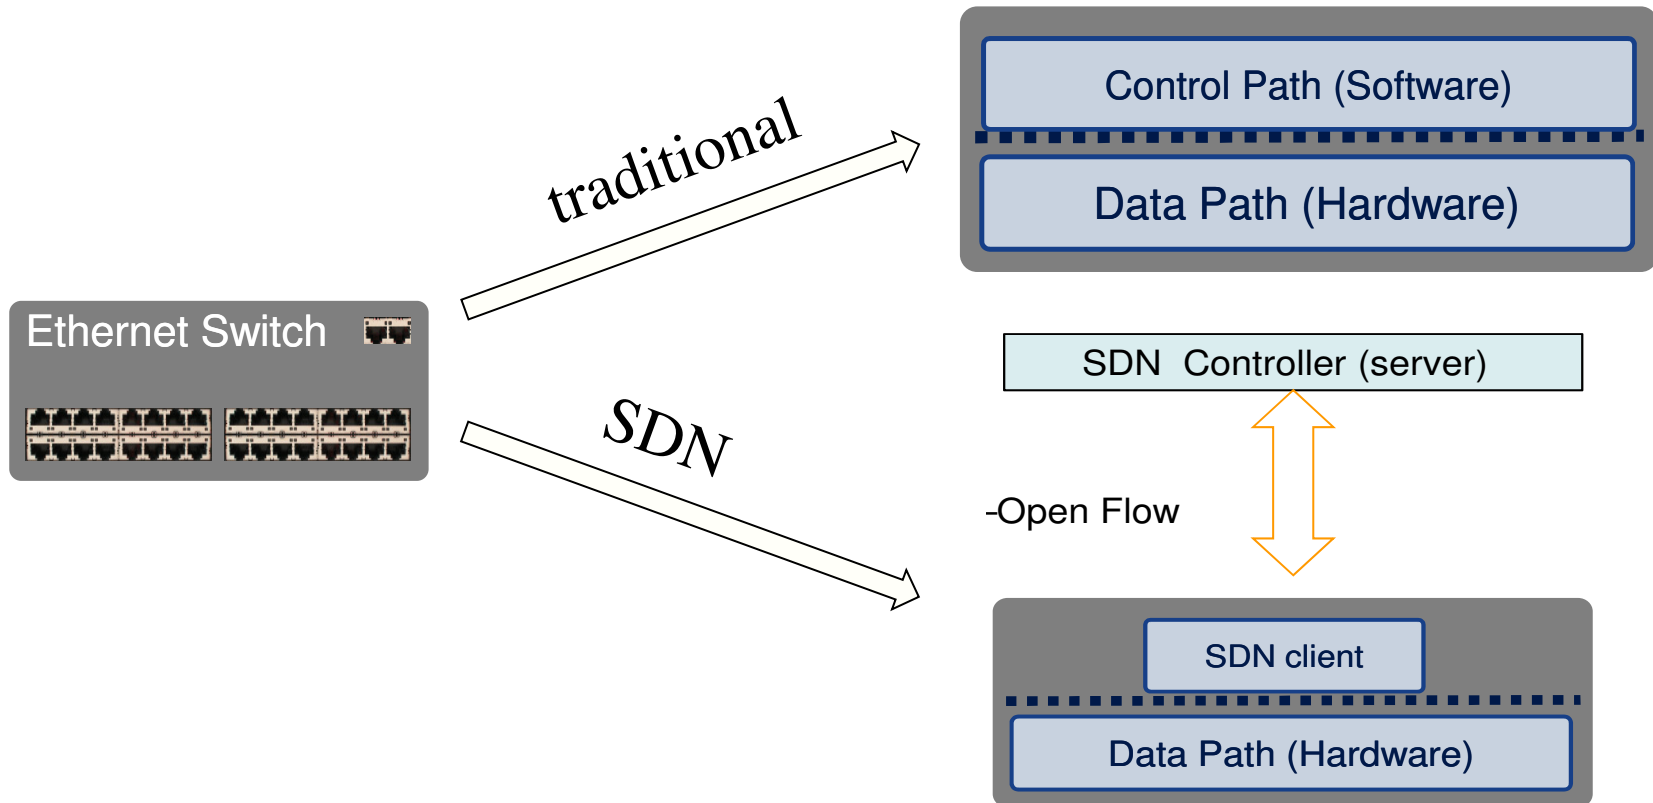 traditional
Control Path (Software)
Data Path (Hardware)
Ethernet Switch
SDN
SDN Controller (server)
-Open Flow
SDN client
Data Path (Hardware)